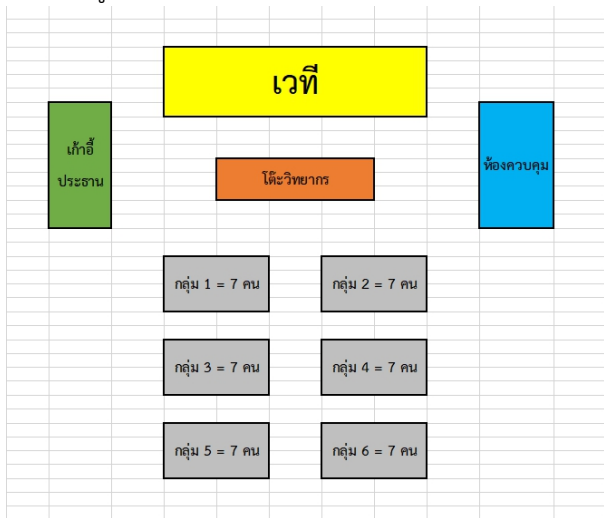 เวที
เก้าอี้
ประธาน
โต๊ะวิทยากร
ห้องควบคุม
กลุ่ม 1 = 7 คน
กลุ่ม 2 = 7 คน
กลุ่ม 3 = 7 คน
กลุ่ม 4 = 7 คน
กลุ่ม 5 = 7 คน
กลุ่ม 6 = 7 คน